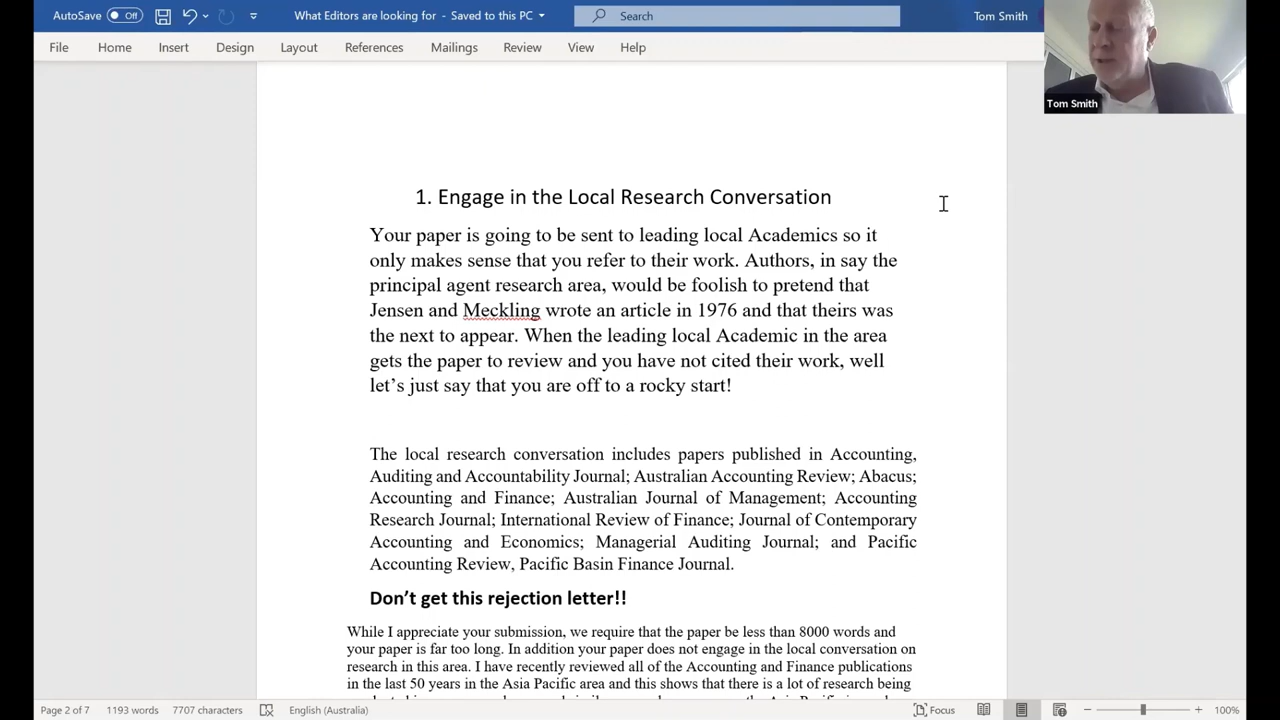 AutoSave Off What Editors are looking for - Saved to this PC Search Tom Smith
File Home Insert Design Layout References Mailings Review View Help
Tom Smith
1. Engage in the Local Research Conversation
Your paper is going to be sent to leading local Academics so it
only makes sense that you refer to their work. Authors, in say the
principal agent research area, would be foolish to pretend that
Jensen and Meckling wrote an article in 1976 and that theirs was
the next to appear. When the leading local Academic in the area
gets the paper to review and you have not cited their work, well
let’s just say that you are off to a rocky start!
The local research conversation includes papers published in Accounting,
Auditing and Accountability Journal; Australian Accounting Review; Abacus;
Accounting and Finance; Australian Journal of Management; Accounting
Research Journal; International Review of Finance; Journal of Contemporary
Accounting and Economics; Managerial Auditing Journal; and Pacific
Accounting Review, Pacific Basin Finance Journal.
Don’t get this rejection letter!!
While I appreciate your submission, we require that the paper be less than 8000 words and
your paper is far too long. In addition your paper does not engage in the local conversation on
research in this area. I have recently reviewed all of the Accounting and Finance publications
in the last 50 years in the Asia Pacific area and this shows that there is a lot of research being
Page 2 of 7 1193 words 7707 characters English (Australia) Focus 100%